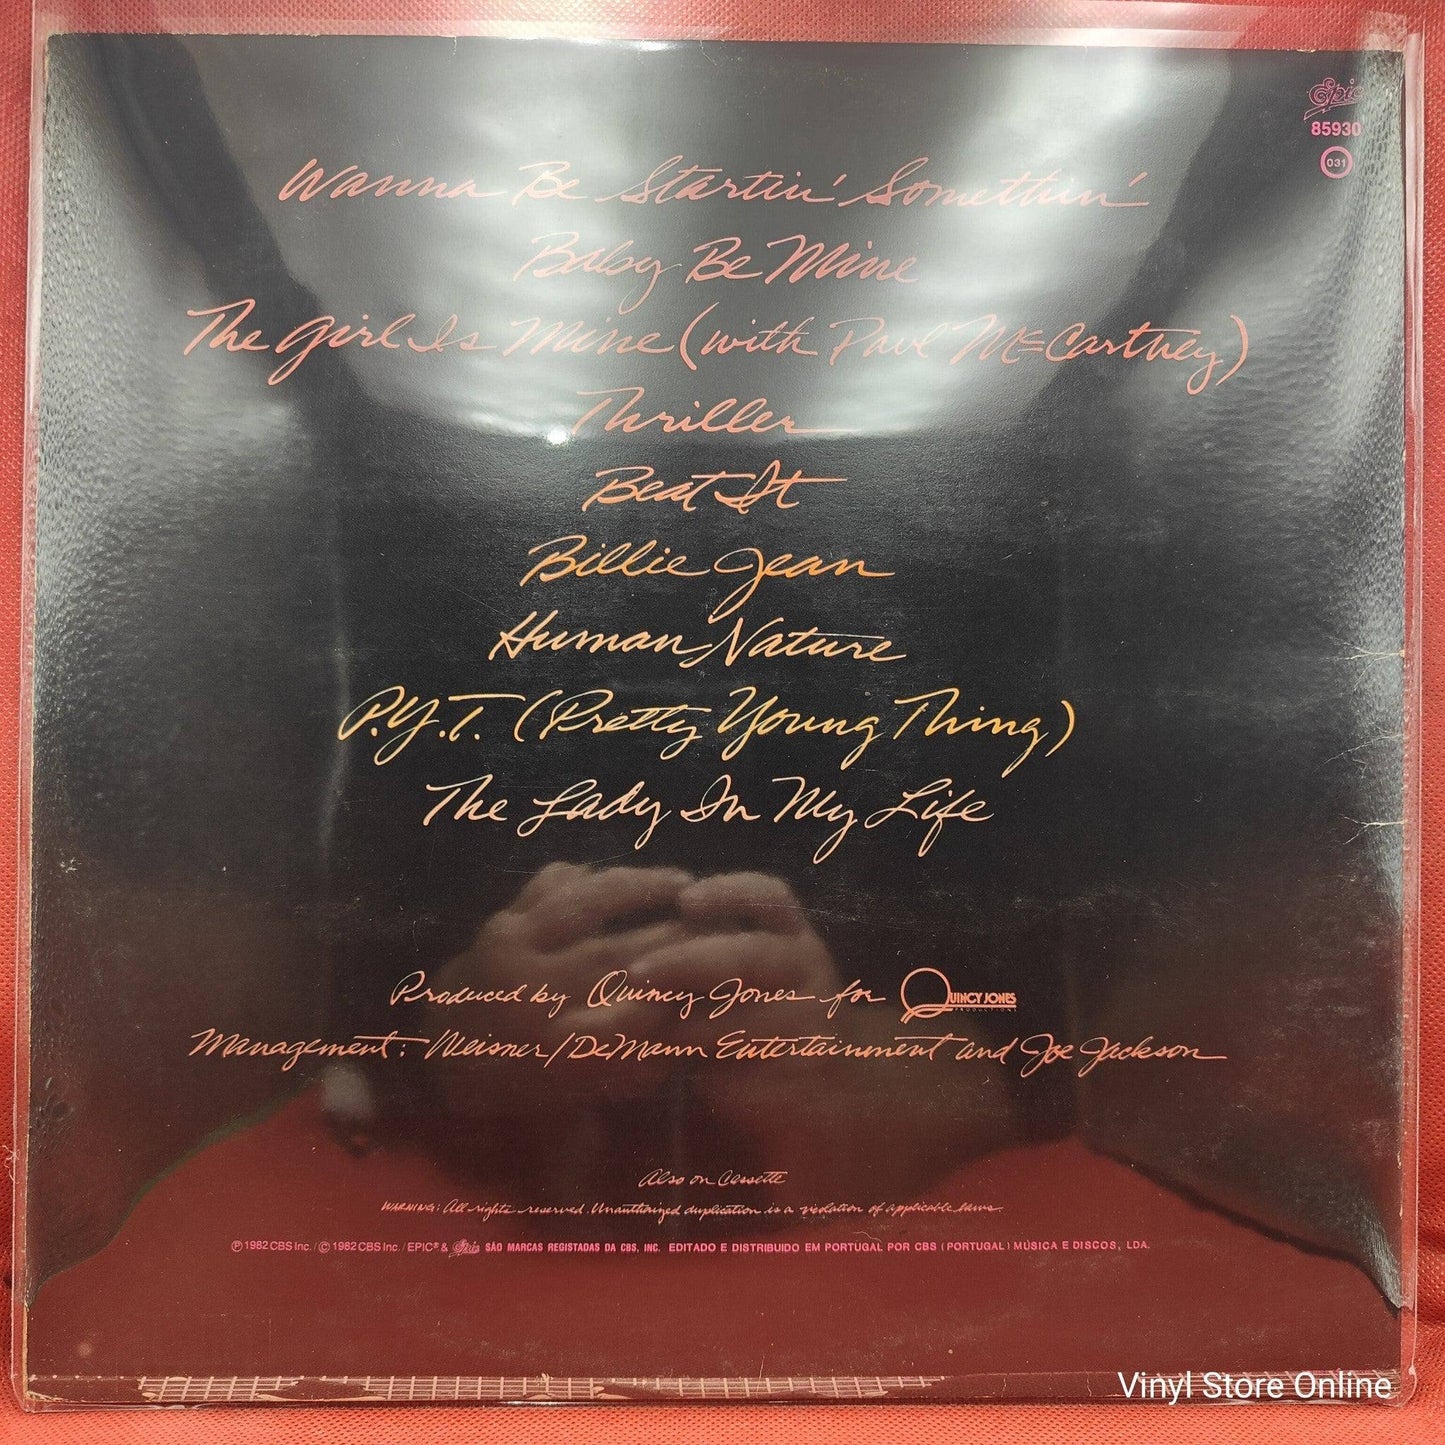 Epic
85930
031
Wanna Be Startin' Somethin'
Baby Be Mine
The Girl Is Mine (with Paul McCartney)
Thriller
Beat It
Billie Jean
Human Nature
P.Y.T. (Pretty Young Thing)
The Lady In My Life
Produced by Quincy Jones for QUINCY JONES
PRODUCTIONS
Management: Weisner/DeMann Entertainment and Joe Jackson
Also on Cassette
WARNING: All rights reserved. Unauthorized duplication is a violation of applicable laws.
℗ 1982 CBS Inc. / © 1982 CBS Inc. / EPIC® & Epic SÃO MARCAS REGISTADAS DA CBS, INC. EDITADO E DISTRIBUIDO EM PORTUGAL POR CBS (PORTUGAL) MÚSICA E DISCOS, LDA.
Vinyl Store Online